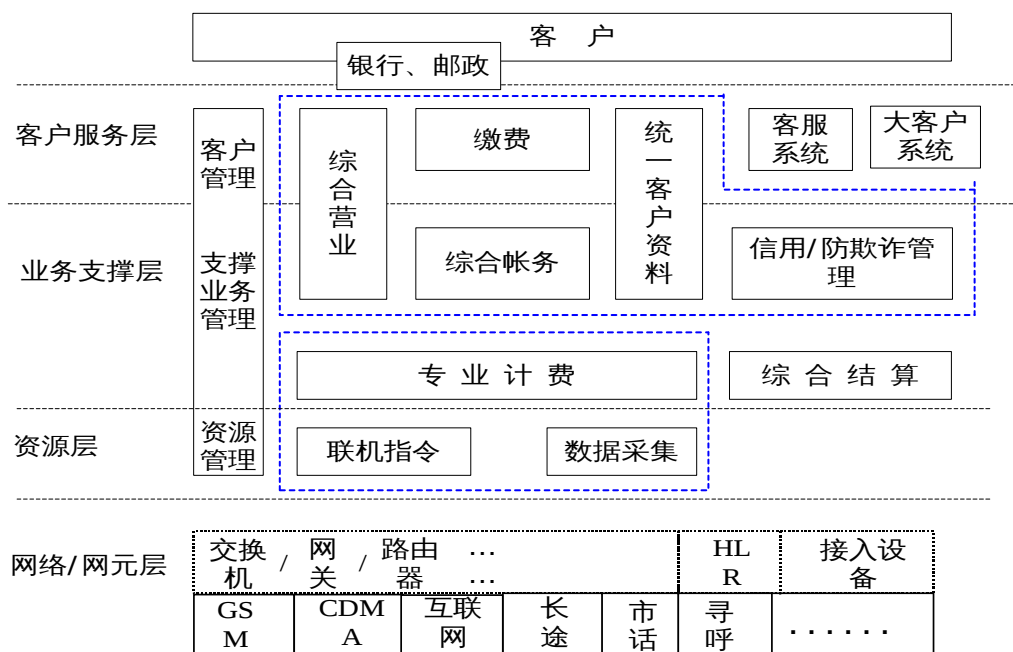 客 户
银行、邮政
客户服务层
客户
管理
综
合
营
业
缴费
统
一
客
户
资
料
客服
系统
大客户
系统
业务支撑层
支撑
业务
管理
综合帐务
信用/防欺诈管
理
专 业 计 费
综 合 结 算
资源层
资源
管理
联机指令
数据采集
网络/网元层
交换
机
/
网
关
/
路由
器
…
…
HL
R
接入设
备
GS
M
CDM
A
互联
网
长
途
市
话
寻
呼
......